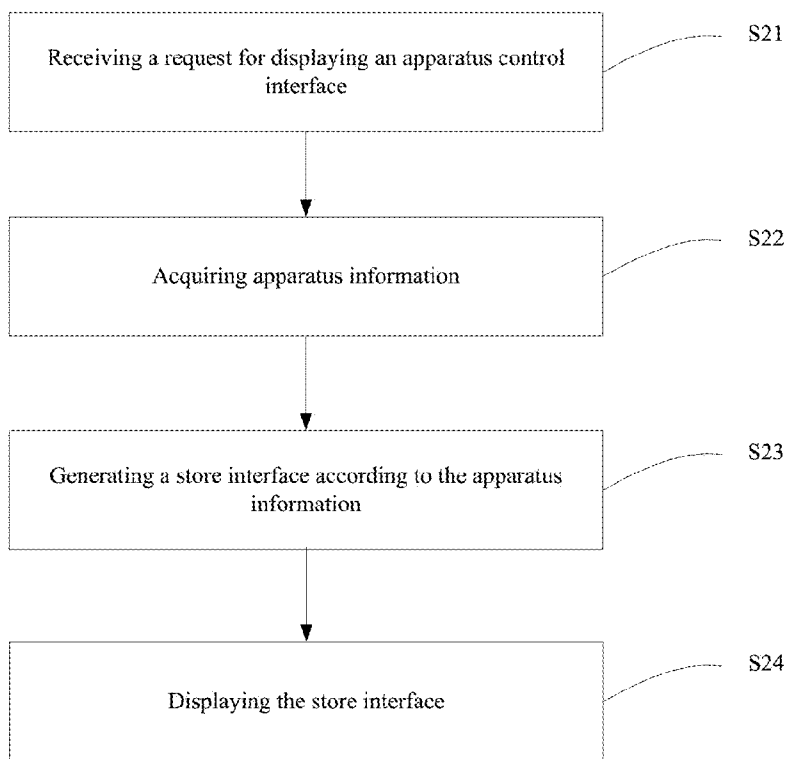 Receiving a request for displaying an apparatus control
interface
S21
Acquiring apparatus information
S22
Generating a store interface according to the apparatus
information
S23
Displaying the store interface
S24